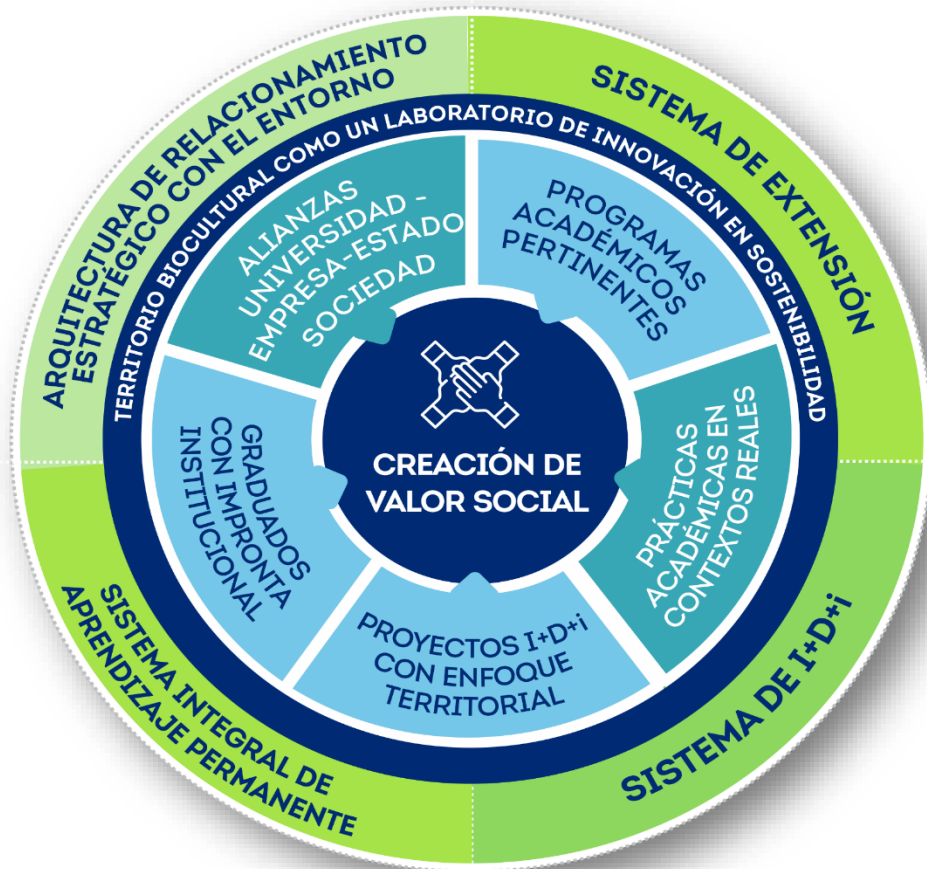 ARQUITECTURA DE RELACIONAMIENTO
ESTRATÉGICO CON EL ENTORNO
SISTEMA DE EXTENSIÓN
TERRITORIO BIOCULTURAL COMO UN LABORATORIO DE INNOVACIÓN EN SOSTENIBILIDAD
ALIANZAS
UNIVERSIDAD -
EMPRESA-ESTADO
SOCIEDAD
PROGRAMAS
ACADÉMICOS
PERTINENTES
CREACIÓN DE
VALOR SOCIAL
GRADUADOS
CON IMPRONTA
INSTITUCIONAL
PRÁCTICAS
ACADÉMICAS EN
CONTEXTOS REALES
PROYECTOS I+D+i
CON ENFOQUE
TERRITORIAL
SISTEMA INTEGRAL DE
APRENDIZAJE PERMANENTE
SISTEMA DE I+D+i